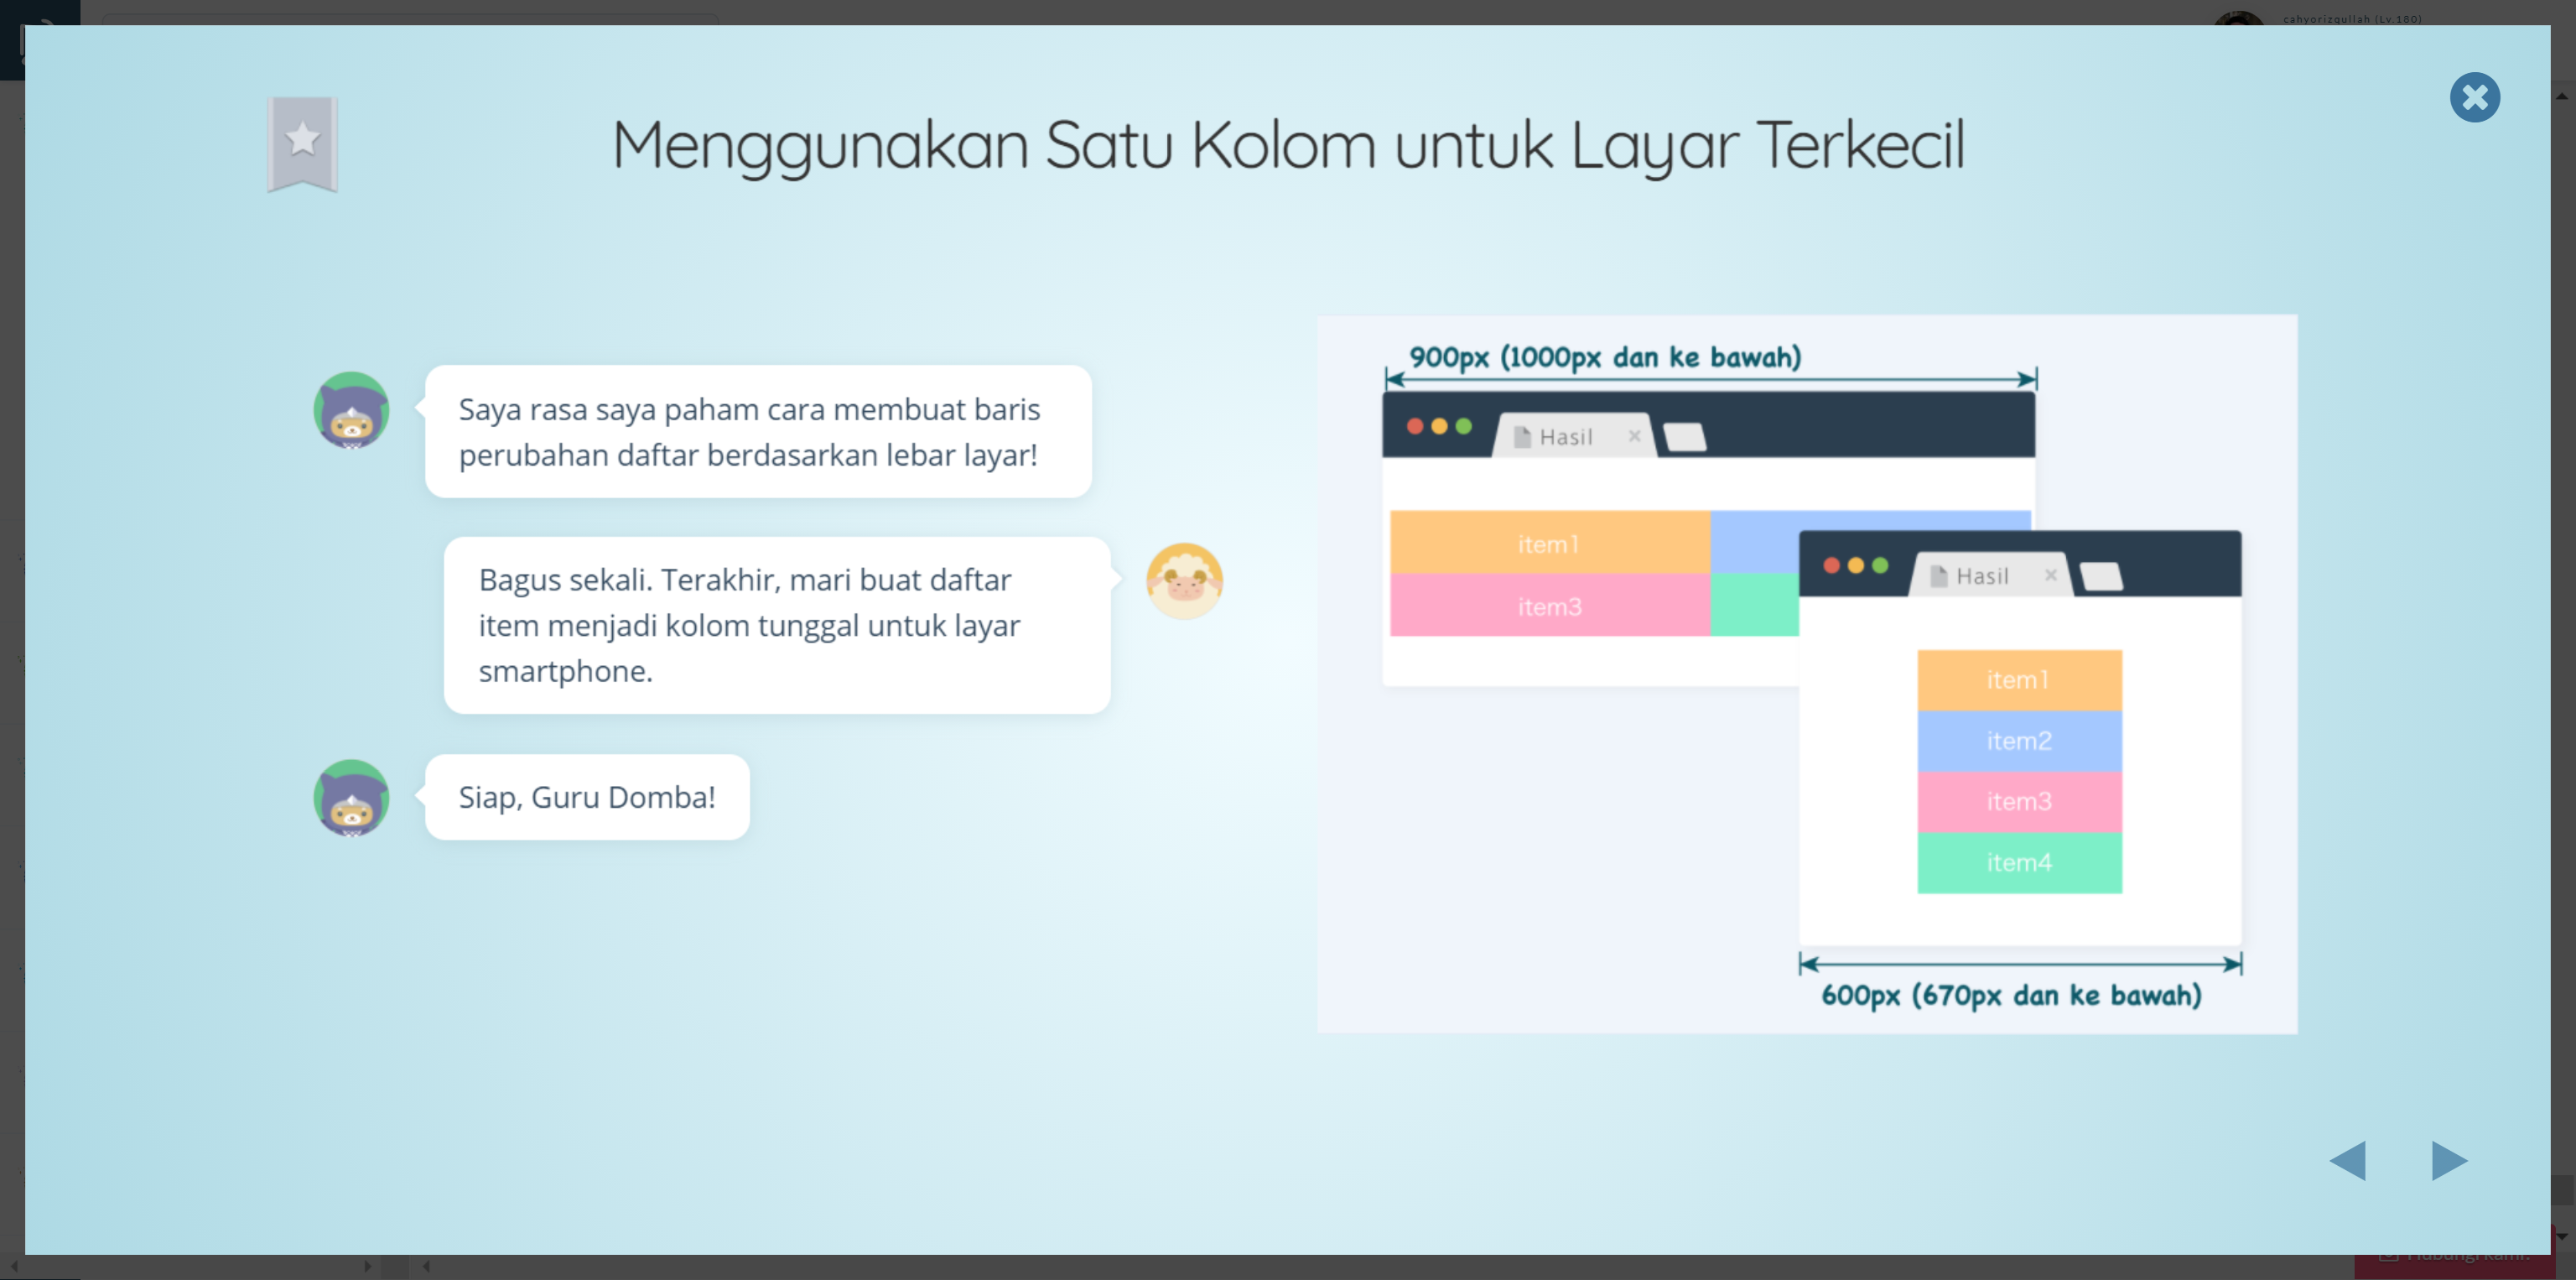 cahyorizqullah (Lv.180)
Menggunakan Satu Kolom untuk Layar Terkecil
Saya rasa saya paham cara membuat baris
perubahan daftar berdasarkan lebar layar!
Bagus sekali. Terakhir, mari buat daftar
item menjadi kolom tunggal untuk layar
smartphone.
Siap, Guru Domba!
900px (1000px dan ke bawah)
Hasil
item1
item3
Hasil
item1
item2
item3
item4
600px (670px dan ke bawah)